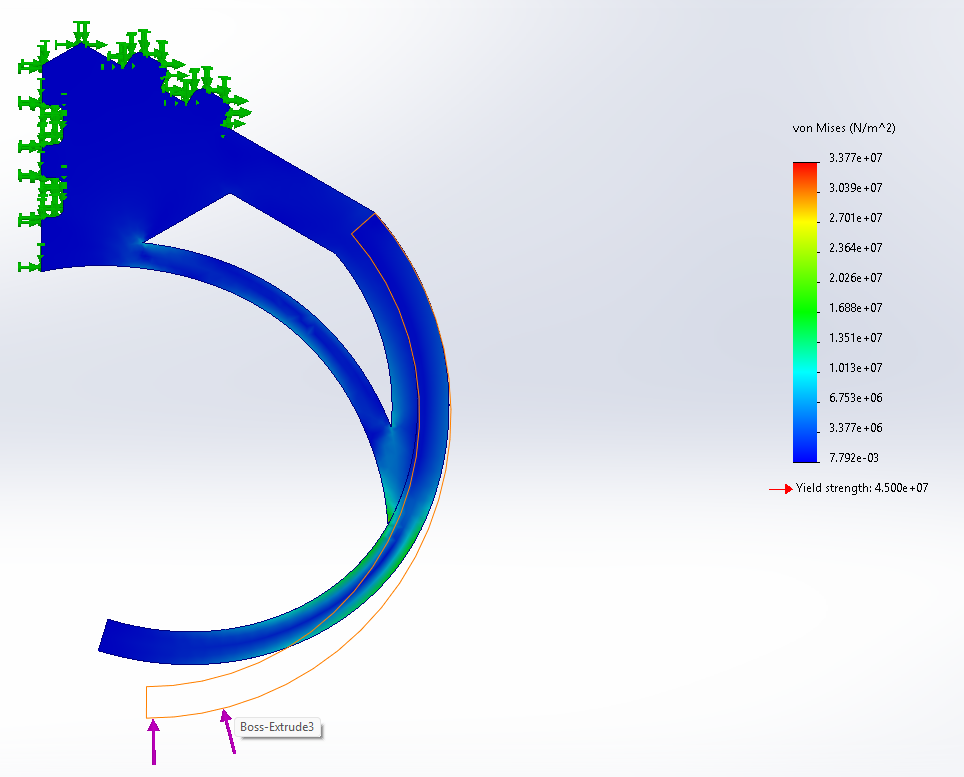 von Mises (N/m^2)
3.377e+07
3.039e+07
2.701e+07
2.364e+07
2.026e+07
1.688e+07
1.351e+07
1.013e+07
6.753e+06
3.377e+06
7.792e-03
Yield strength: 4.500e+07
Boss-Extrude3